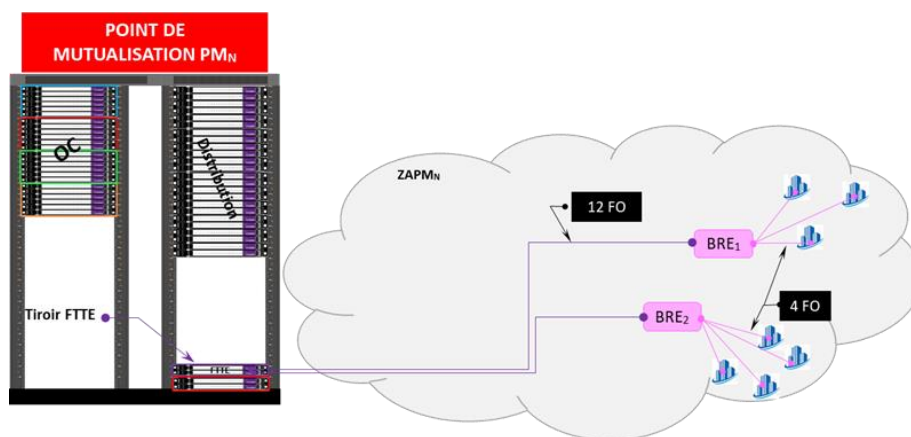 POINT DE
MUTUALISATION PMN
OC
Distribution
ZAPMN
12 FO
BRE1
Tiroir FTTE
4 FO
BRE2
FTTE